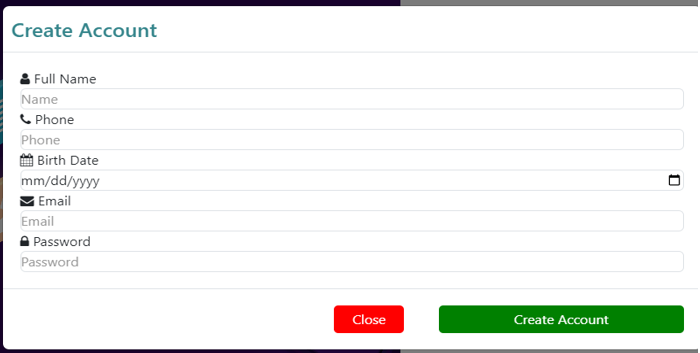 Create Account
Full Name
Name
Phone
Phone
Birth Date
mm/dd/yyyy
Email
Email
Password
Password
Close Create Account